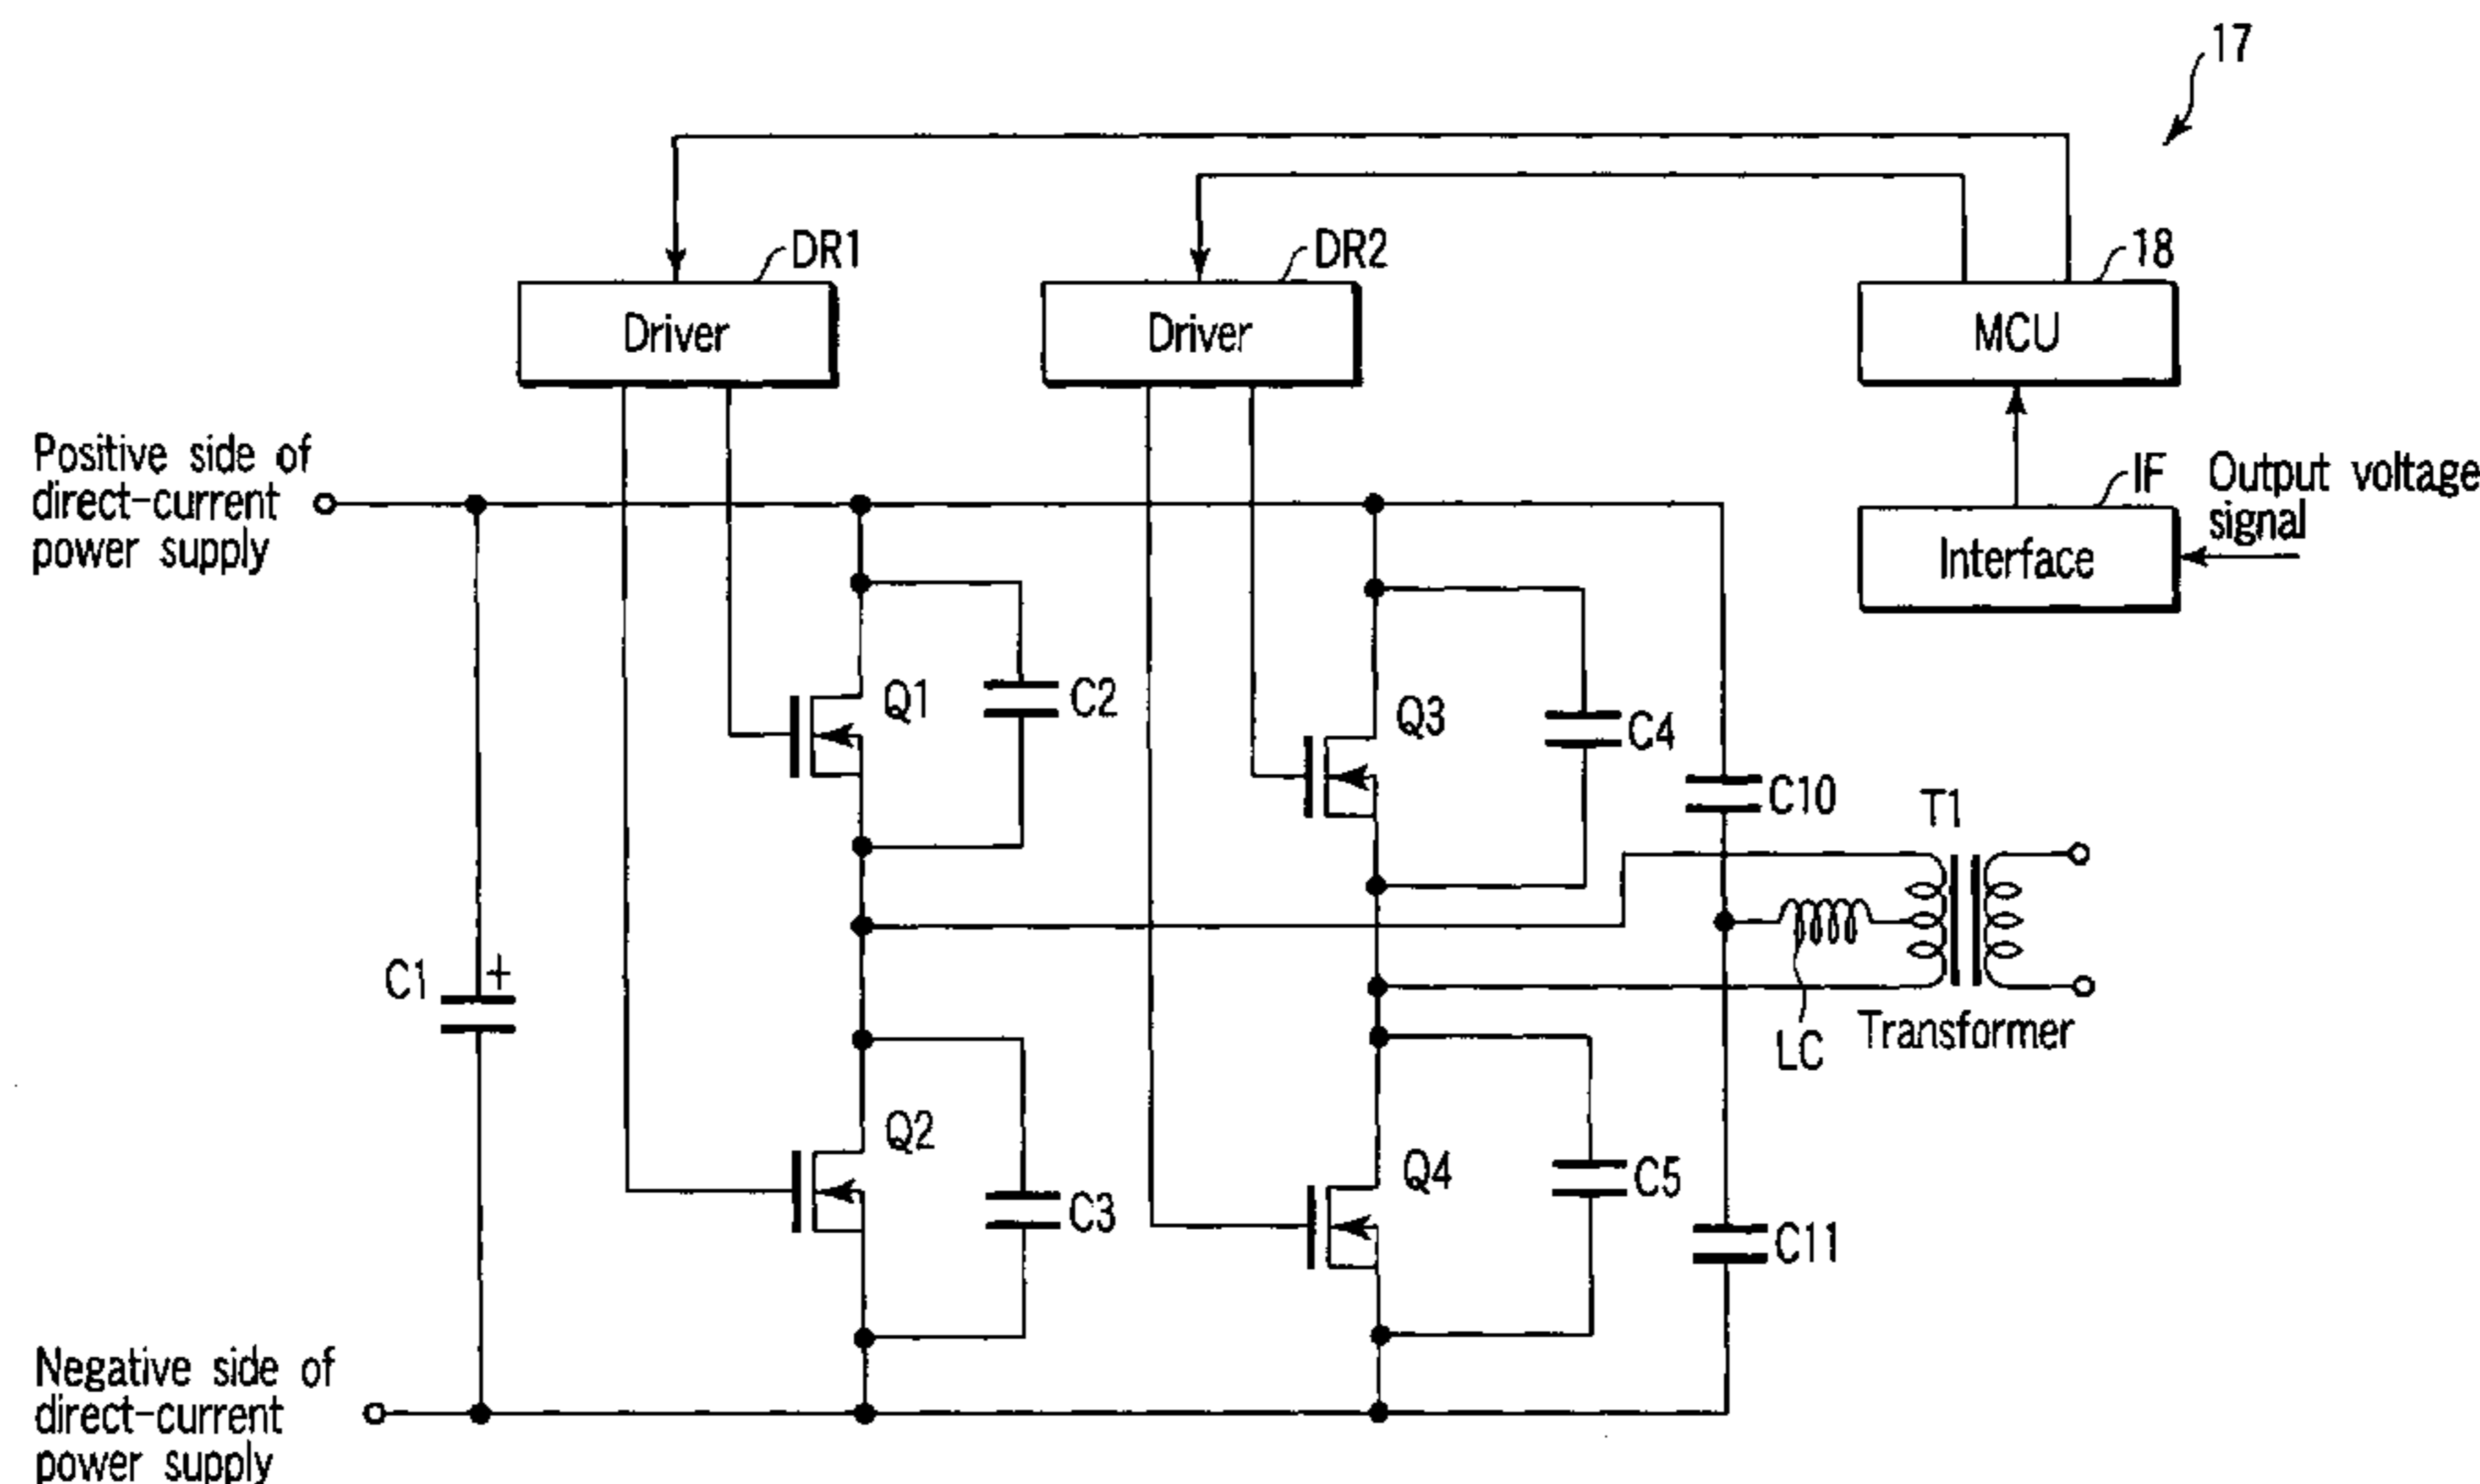 17
DR1
DR2
18
Driver
Driver
MCU
Positive side of
direct-current
power supply
IF
Output voltage
signal
Interface
Q1
C2
Q3
C4
C10
T1
C1
+
LC
Transformer
Q2
C3
Q4
C5
C11
Negative side of
direct-current
power supply